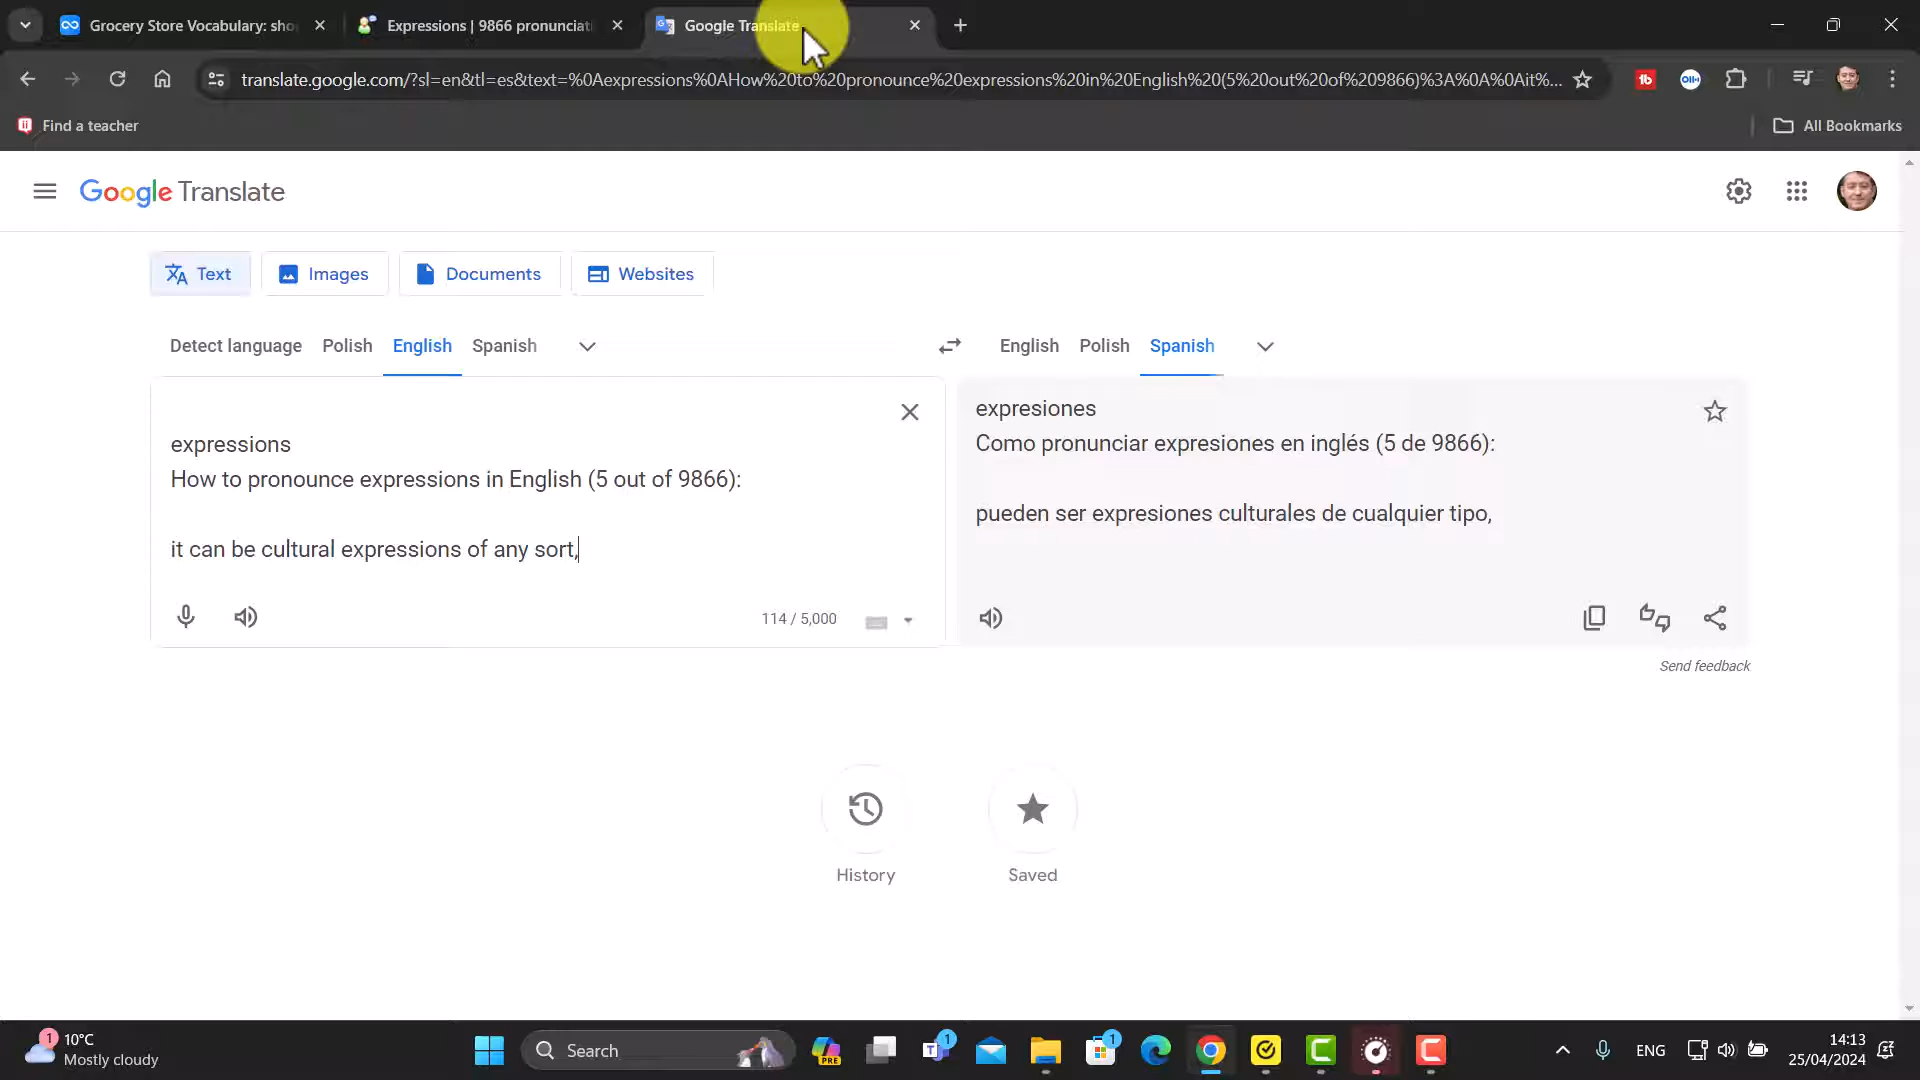 Grocery Store Vocabulary: sho
Expressions | 9866 pronunciati
Google Translate
translate.google.com/?sl=en&tl=es&text=%0Aexpressions%0AHow%20to%20pronounce%20expressions%20in%20English%20(5%20out%20of%209866)%3A%0A%0Ait%...
Find a teacher
All Bookmarks
Google Translate
Text
Images
Documents
Websites
Detect language
Polish
English
Spanish
English
Polish
Spanish
expressions
How to pronounce expressions in English (5 out of 9866):
it can be cultural expressions of any sort,
114 / 5,000
expresiones
Como pronunciar expresiones en inglés (5 de 9866):
pueden ser expresiones culturales de cualquier tipo,
Send feedback
History
Saved
1
10°C
Mostly cloudy
Search
PRE
1
1
ENG
14:13
25/04/2024